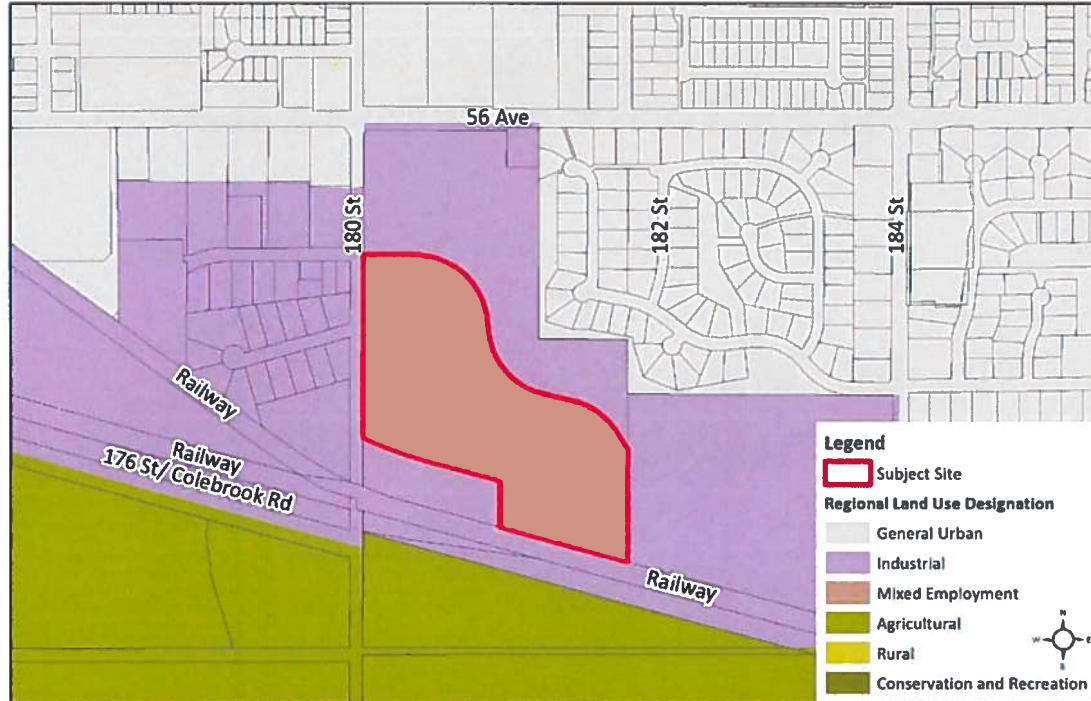 56 Ave
180 St
182 St
184 St
Railway
Railway
176 St/ Colebrook Rd
Railway
Legend
Subject Site
Regional Land Use Designation
General Urban
Industrial
Mixed Employment
Agricultural
Rural
Conservation and Recreation
N
W
E
S